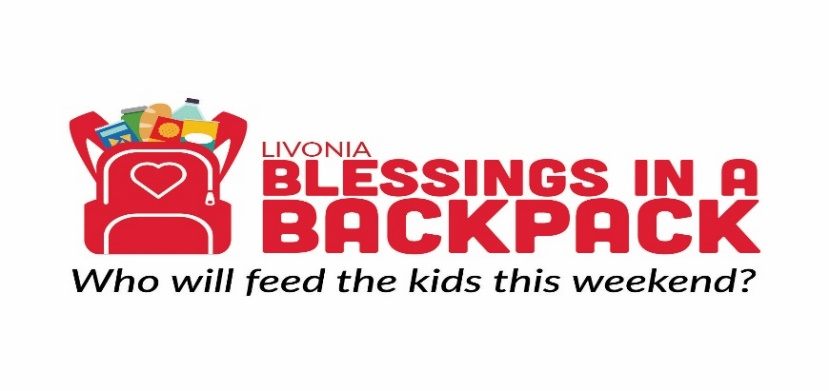 LIVONIA
BLESSINGS IN A
BACKPACK
Who will feed the kids this weekend?